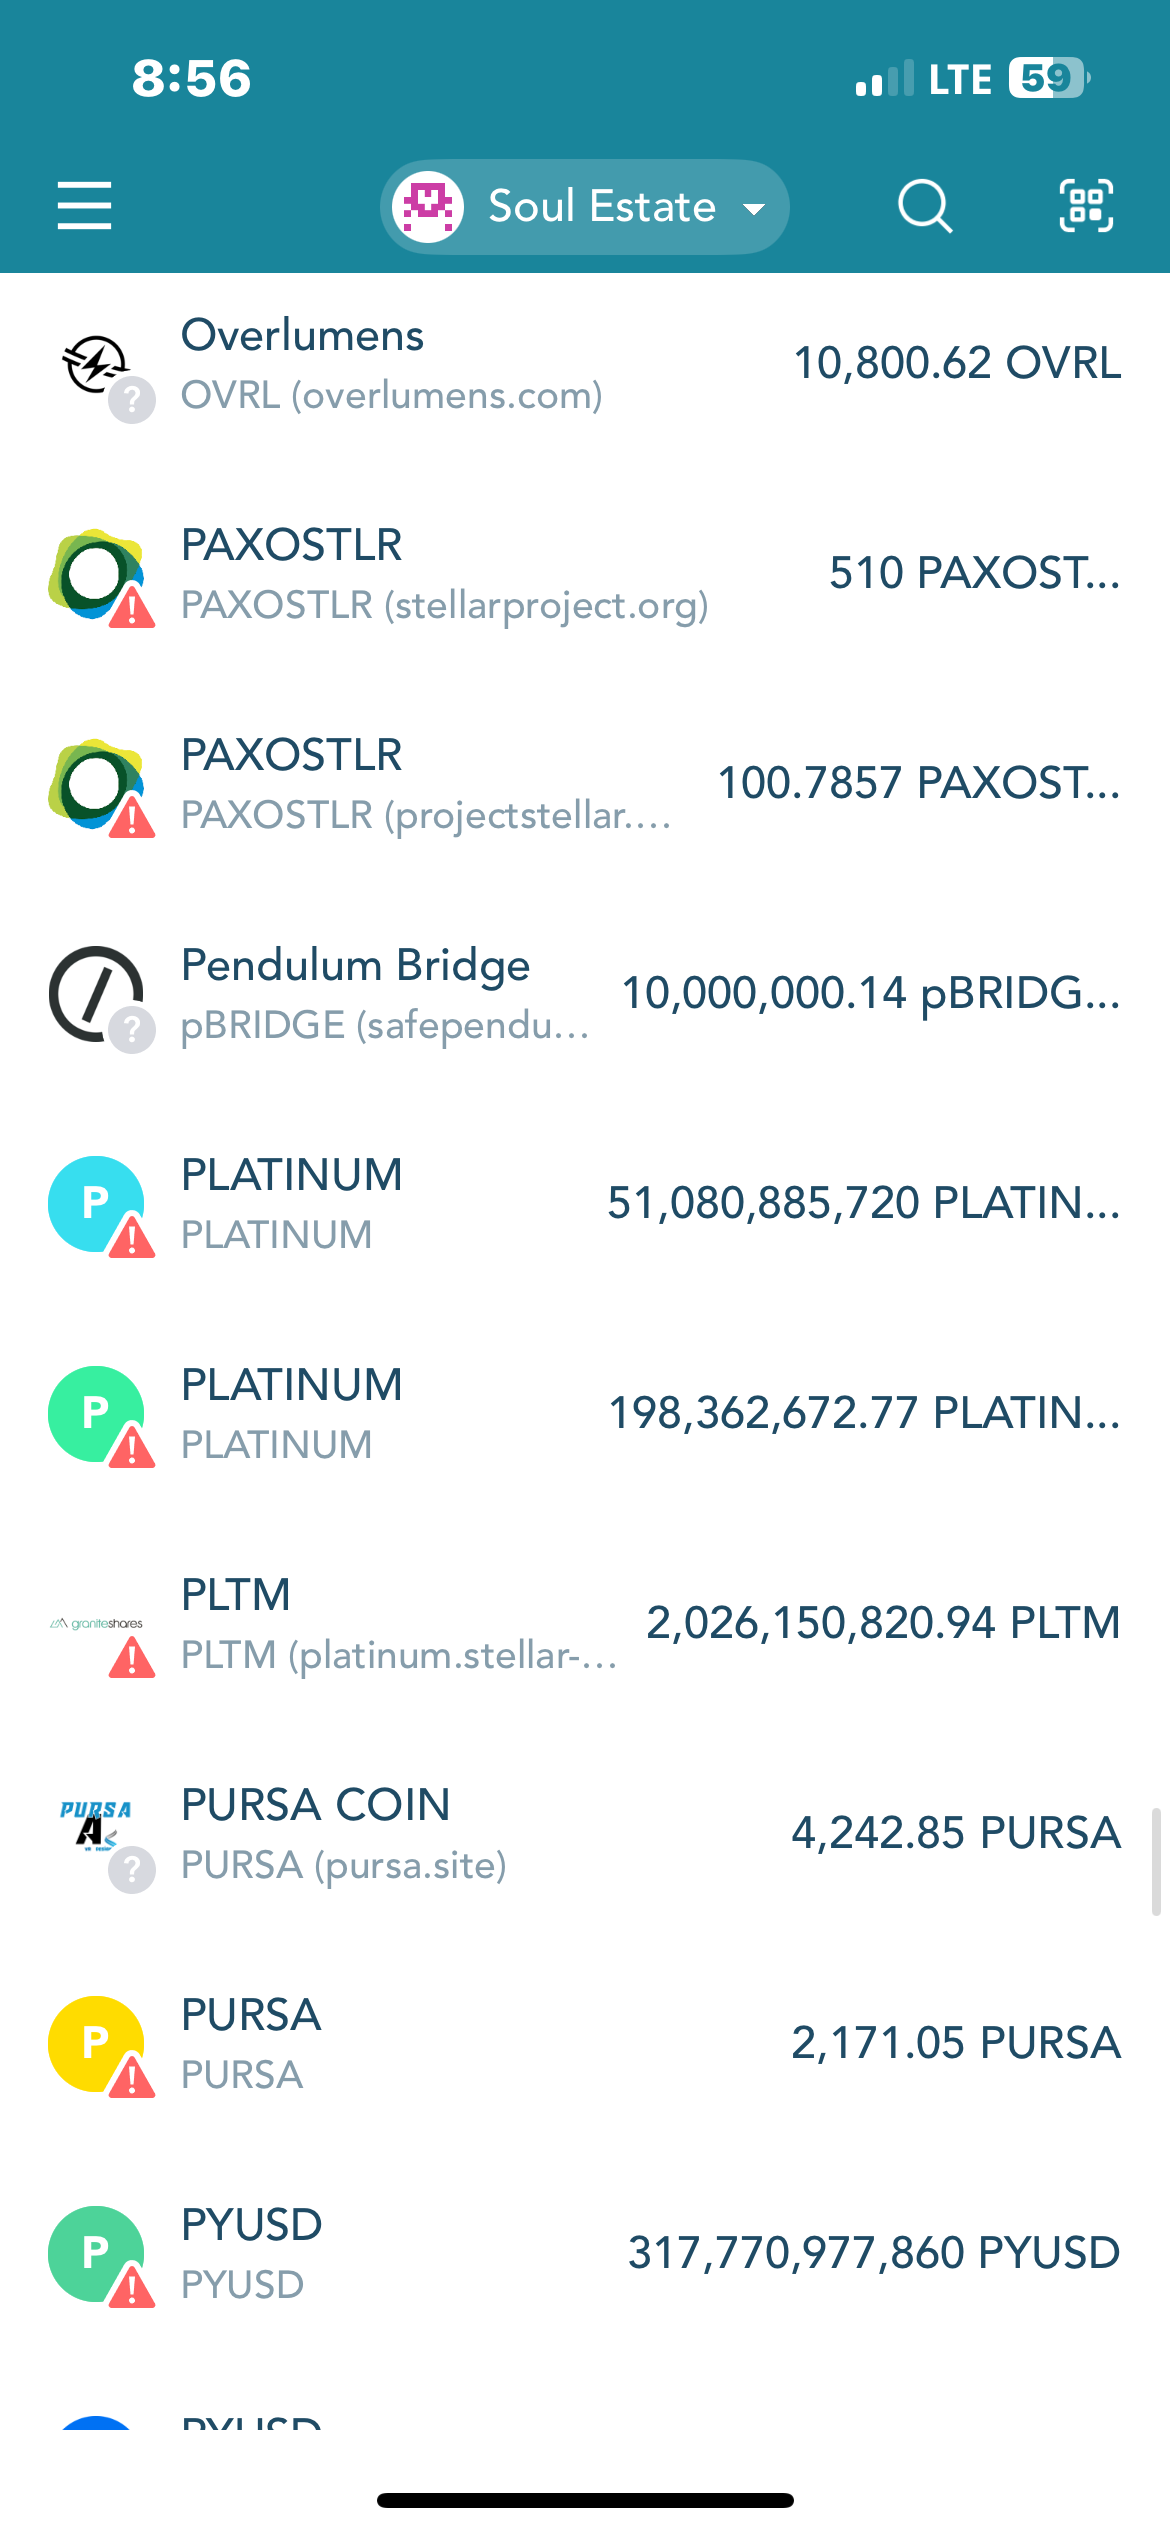 8:56
LTE 59
Soul Estate
Overlumens
10,800.62 OVRL
OVRL (overlumens.com)
?
PAXOSTLR
510 PAXOST...
PAXOSTLR (stellarproject.org)
!
PAXOSTLR
100.7857 PAXOST...
PAXOSTLR (projectstellar....
!
Pendulum Bridge
10,000,000.14 pBRIDG...
pBRIDGE (safependu...
?
P
PLATINUM
51,080,885,720 PLATIN...
PLATINUM
!
P
PLATINUM
198,362,672.77 PLATIN...
PLATINUM
!
graniteshares
PLTM
2,026,150,820.94 PLTM
PLTM (platinum.stellar-...
!
PURSA
PURSA COIN
4,242.85 PURSA
PURSA (pursa.site)
?
P
PURSA
2,171.05 PURSA
PURSA
!
P
PYUSD
317,770,977,860 PYUSD
PYUSD
!
PYUSD